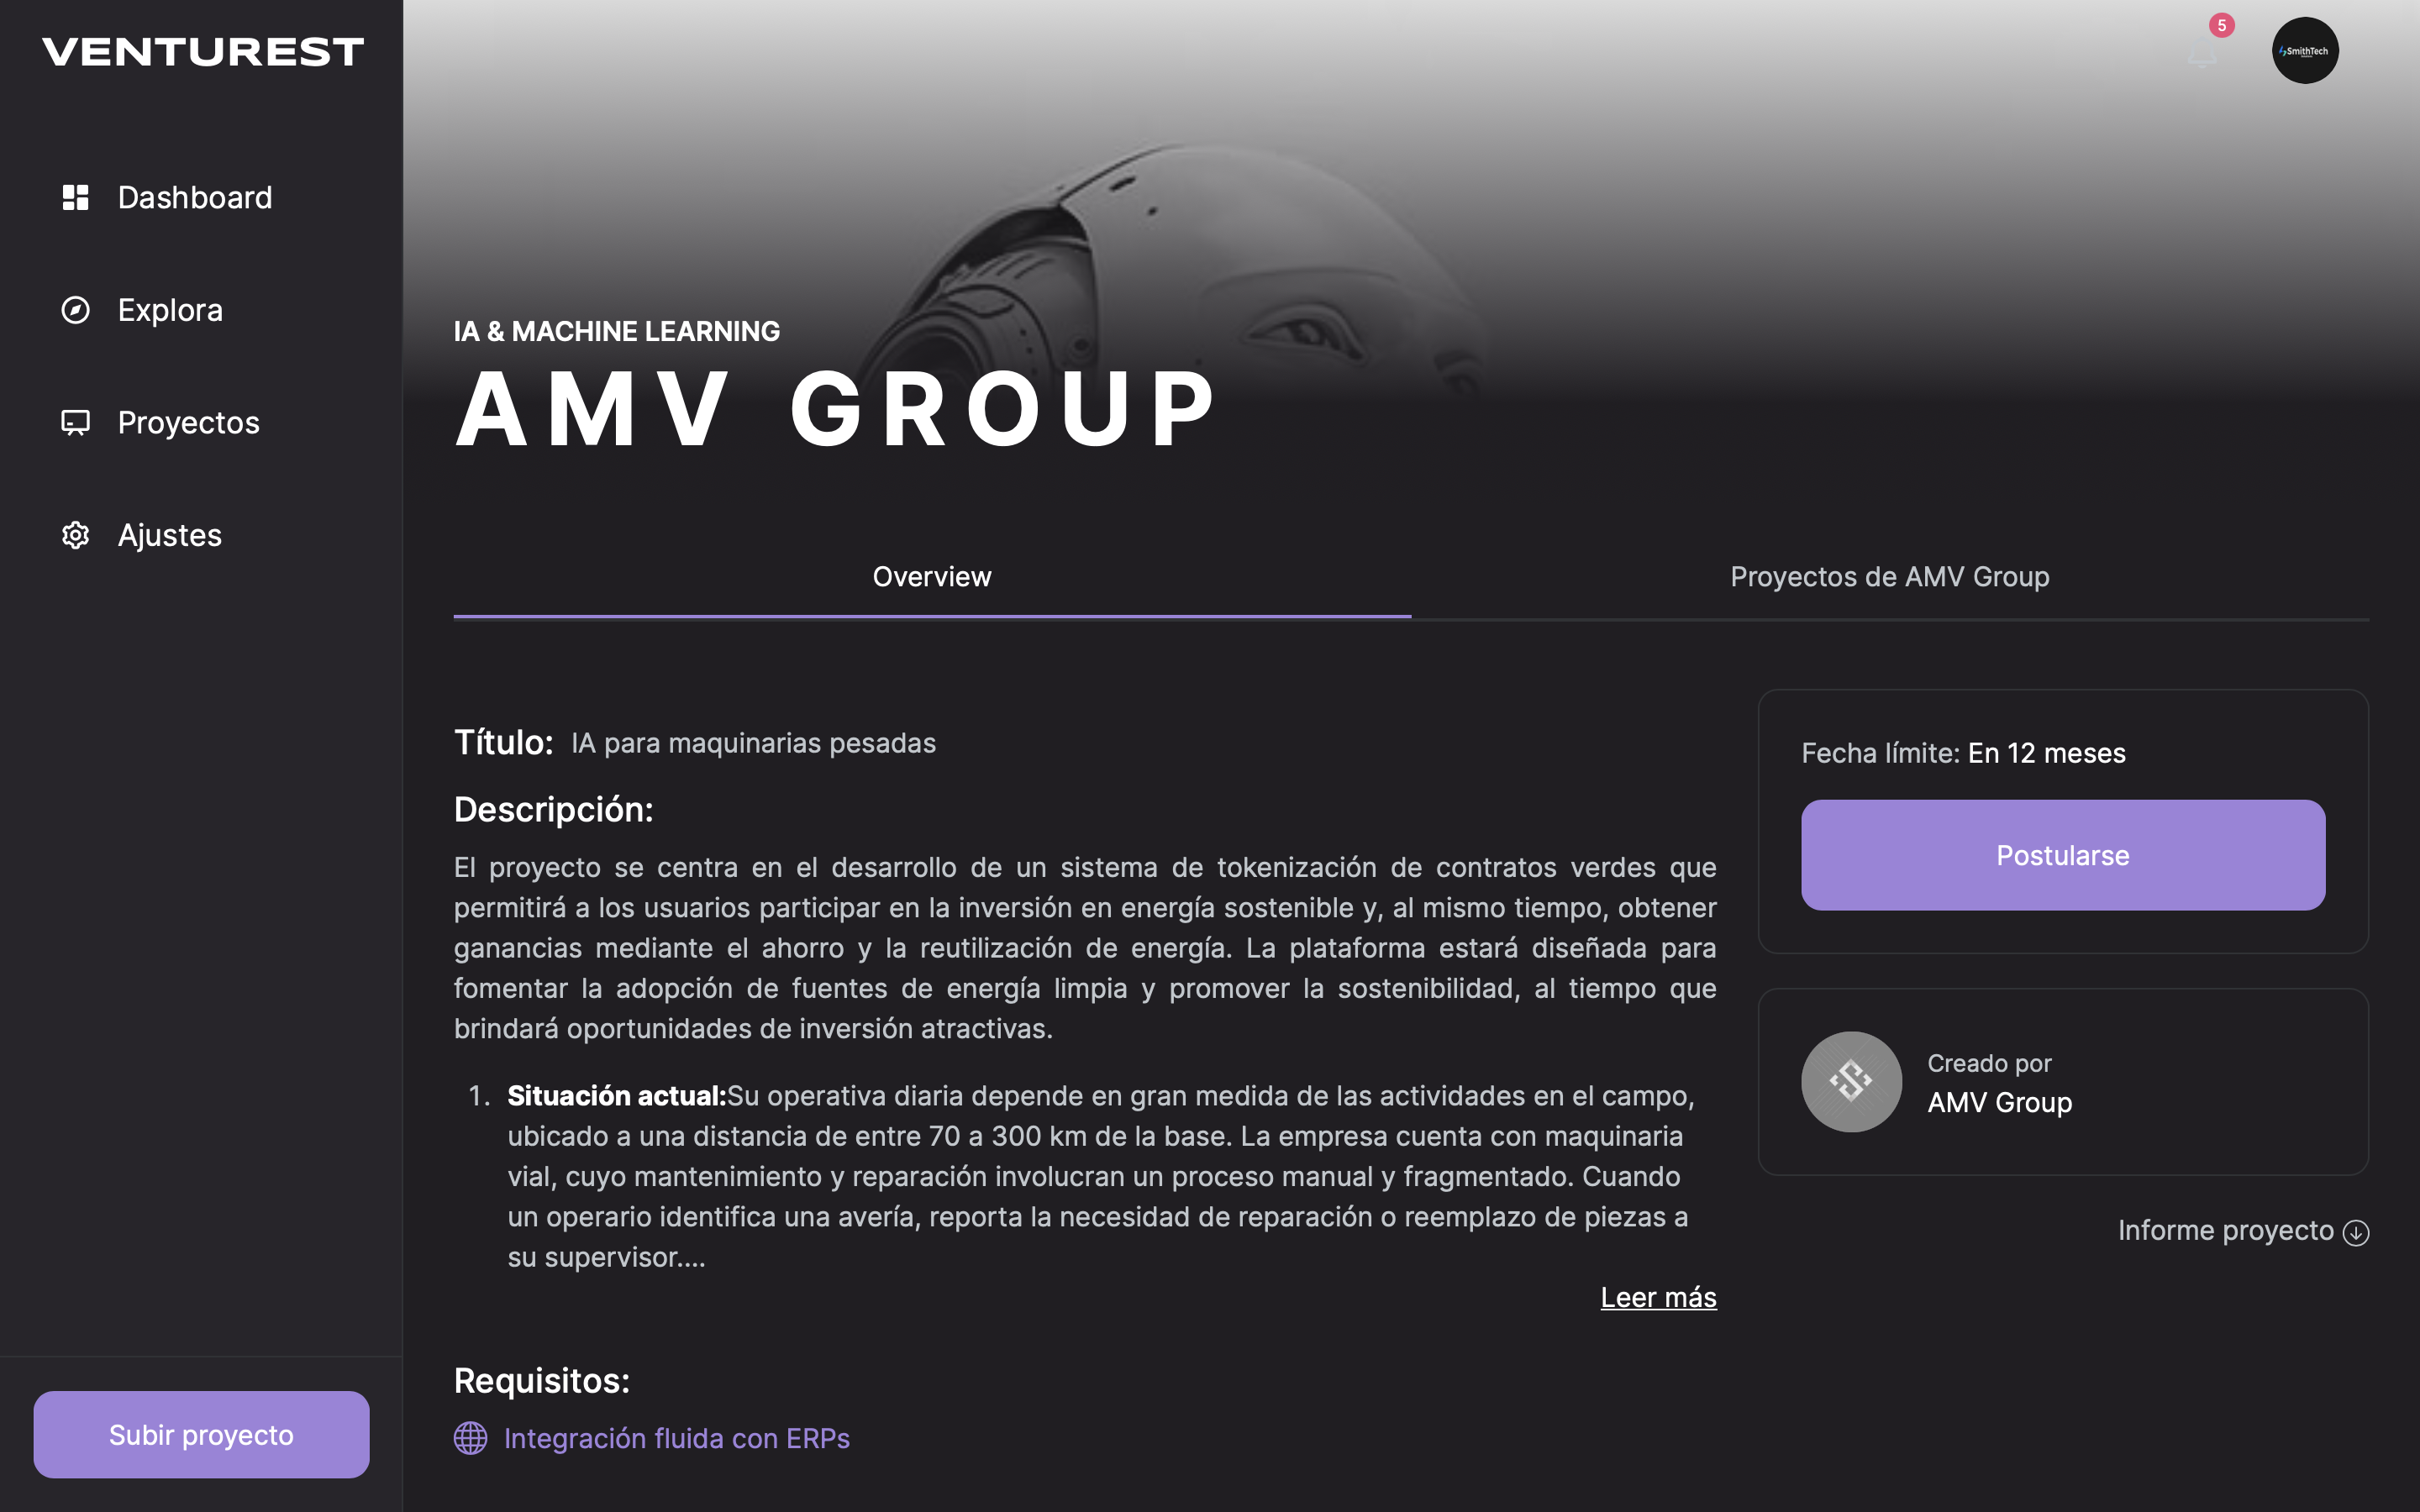 VENTUREST
5
SmithTech
Dashboard
Explora
Proyectos
Ajustes
Subir proyecto
IA & MACHINE LEARNING
AMV GROUP
Overview
Proyectos de AMV Group
Título: IA para maquinarias pesadas
Descripción:
El proyecto se centra en el desarrollo de un sistema de tokenización de contratos verdes que
permitirá a los usuarios participar en la inversión en energía sostenible y, al mismo tiempo, obtener
ganancias mediante el ahorro y la reutilización de energía. La plataforma estará diseñada para
fomentar la adopción de fuentes de energía limpia y promover la sostenibilidad, al tiempo que
brindará oportunidades de inversión atractivas.
1. Situación actual:Su operativa diaria depende en gran medida de las actividades en el campo,
ubicado a una distancia de entre 70 a 300 km de la base. La empresa cuenta con maquinaria
vial, cuyo mantenimiento y reparación involucran un proceso manual y fragmentado. Cuando
un operario identifica una avería, reporta la necesidad de reparación o reemplazo de piezas a
su supervisor....
Leer más
Requisitos:
Integración fluida con ERPs
Fecha límite: En 12 meses
Postularse
Creado por
AMV Group
Informe proyecto